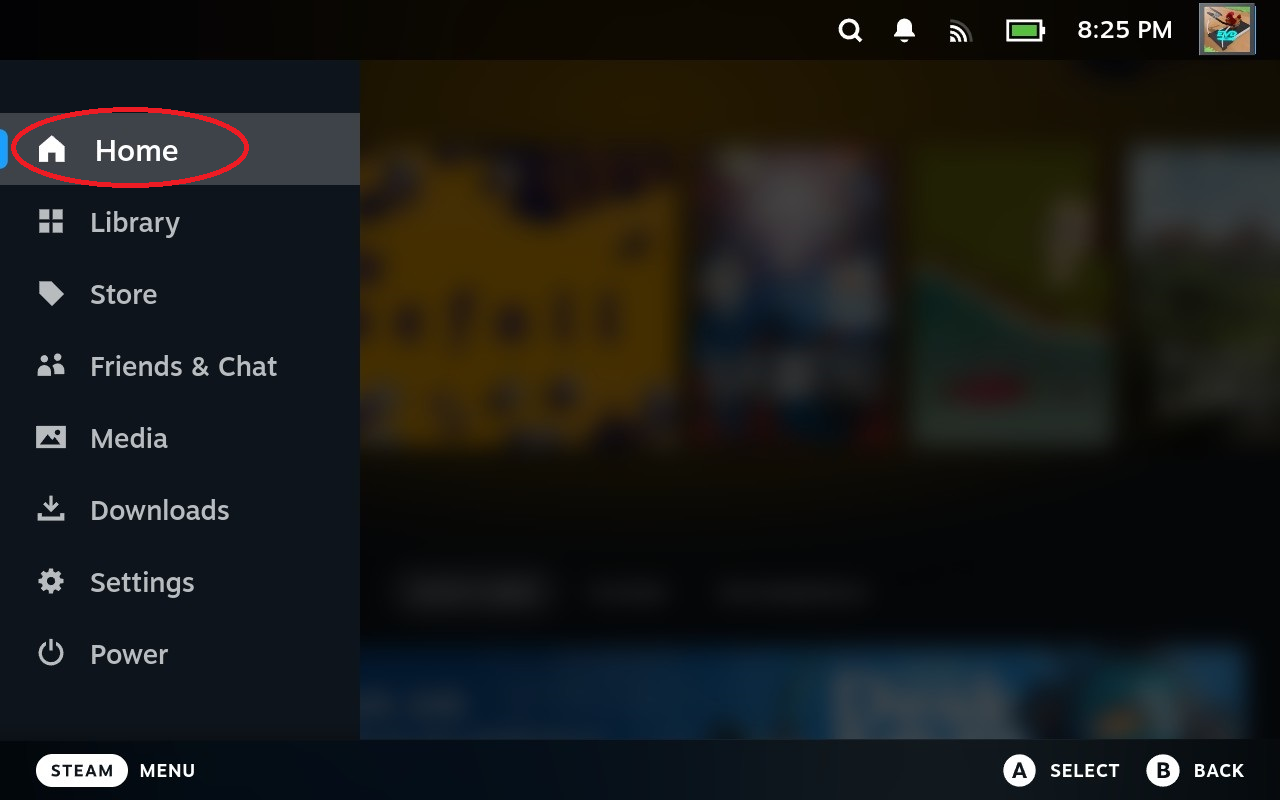 8:25 PM
Home
Library
Store
Friends & Chat
Media
Downloads
Settings
Power
STEAM MENU
A SELECT B BACK